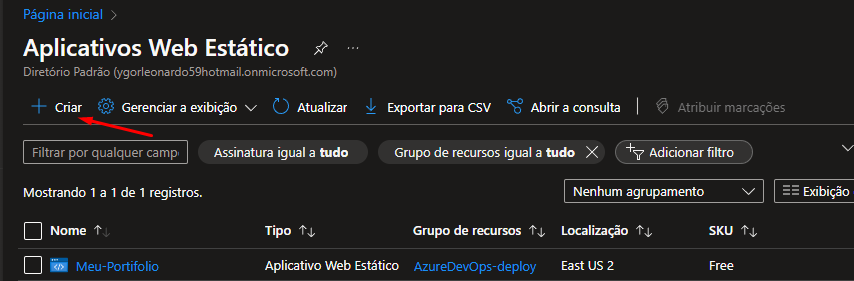 Página inicial
Aplicativos Web Estático
Diretório Padrão (ygorleonardo59hotmail.onmicrosoft.com)
Criar Gerenciar a exibição Atualizar Exportar para CSV Abrir a consulta Atribuir marcações
Filtrar por qualquer campo Assinatura igual a tudo Grupo de recursos igual a tudo Adicionar filtro
Mostrando 1 a 1 de 1 registros. Nenhum agrupamento Exibição
Nome Tipo Grupo de recursos Localização SKU
Meu-Portifolio Aplicativo Web Estático AzureDevOps-deploy East US 2 Free